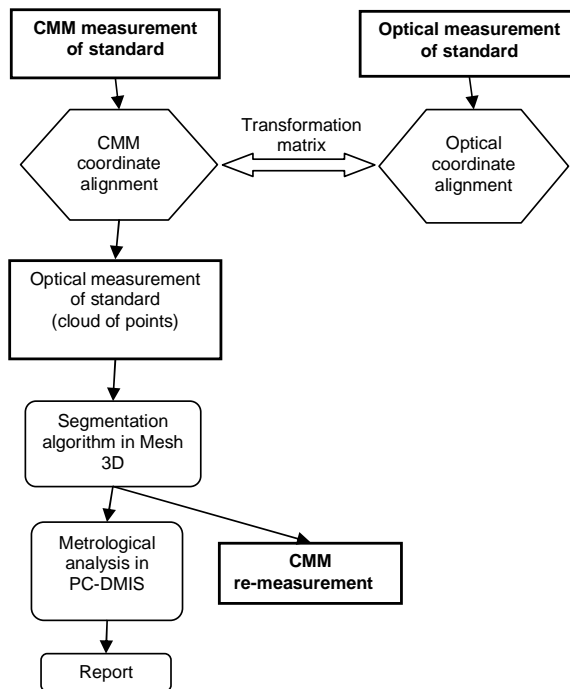 CMM measurement
of standard
Optical measurement
of standard
Transformation
matrix
CMM
coordinate
alignment
Optical
coordinate
alignment
Optical measurement
of standard
(cloud of points)
Segmentation
algorithm in Mesh
3D
Metrological
analysis in
PC-DMIS
CMM
re-measurement
Report